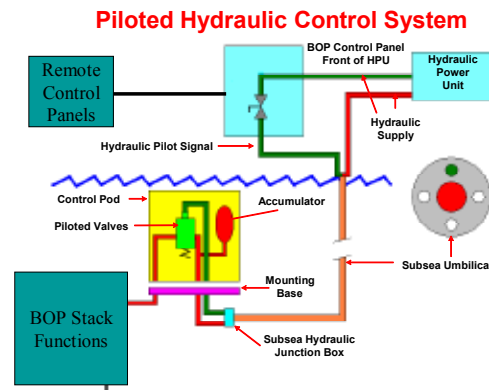 Piloted Hydraulic Control System
Remote
Control
Panels
BOP Control Panel
Front of HPU
Hydraulic
Power
Unit
Hydraulic
Supply
Hydraulic Pilot Signal
Control Pod
Accumulator
Piloted Valves
Subsea Umbilica
Mounting
Base
BOP Stack
Functions
Subsea Hydraulic
Junction Box